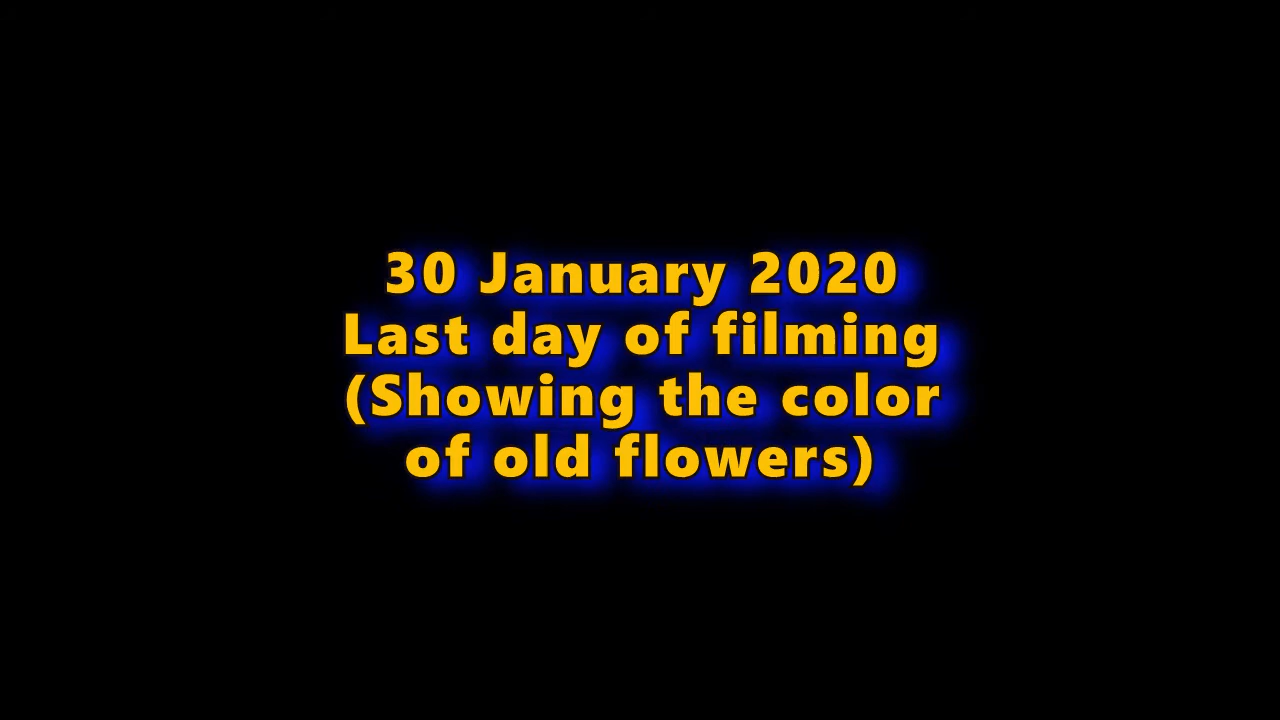 30 January 2020
Last day of filming
(Showing the color
of old flowers)